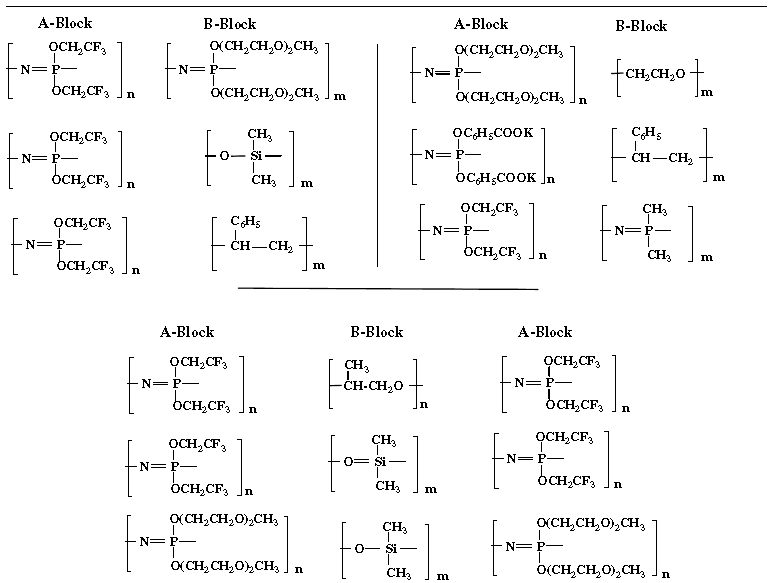 A-Block B-Block A-Block B-Block
OCH2CF3 O(CH2CH2O)2CH3 O(CH2CH2O)2CH3
N=P N=P N=P CH2CH2O
OCH2CF3 n O(CH2CH2O)2CH3 m O(CH2CH2O)2CH3 n m
OCH2CF3 CH3 OC6H5COOK C6H5
N=P O—Si N=P CH—CH2
OCH2CF3 n CH3 m OC6H5COOK n m
OCH2CF3 C6H5 OCH2CF3 CH3
N=P CH—CH2 N=P N=P
OCH2CF3 n m OCH2CF3 n CH3 m
A-Block B-Block A-Block
OCH2CF3 CH3 OCH2CF3
N=P CH-CH2O N=P
OCH2CF3 n n OCH2CF3 n
OCH2CF3 CH3 OCH2CF3
N=P O=Si N=P
OCH2CF3 n CH3 m OCH2CF3 n
O(CH2CH2O)2CH3 CH3 O(CH2CH2O)2CH3
N=P O—Si N=P
O(CH2CH2O)2CH3 n CH3 m O(CH2CH2O)2CH3 n